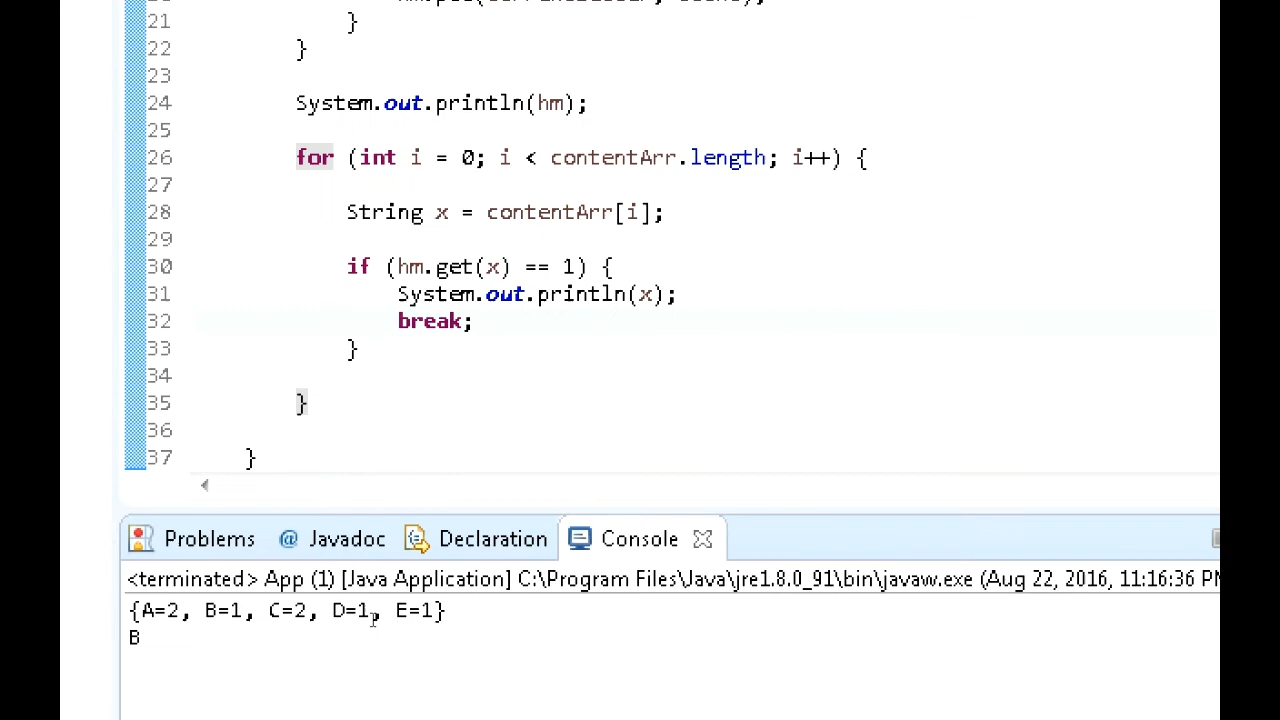 21 }
22 }
23
24 System.out.println(hm);
25
26 for (int i = 0; i < contentArr.length; i++) {
27
28 String x = contentArr[i];
29
30 if (hm.get(x) == 1) {
31 System.out.println(x);
32 break;
33 }
34
35 }
36
37 }
Problems @ Javadoc Declaration Console
<terminated> App (1) [Java Application] C:\Program Files\Java\jre1.8.0_91\bin\javaw.exe (Aug 22, 2016, 11:16:36 P
{A=2, B=1, C=2, D=1, E=1}
B